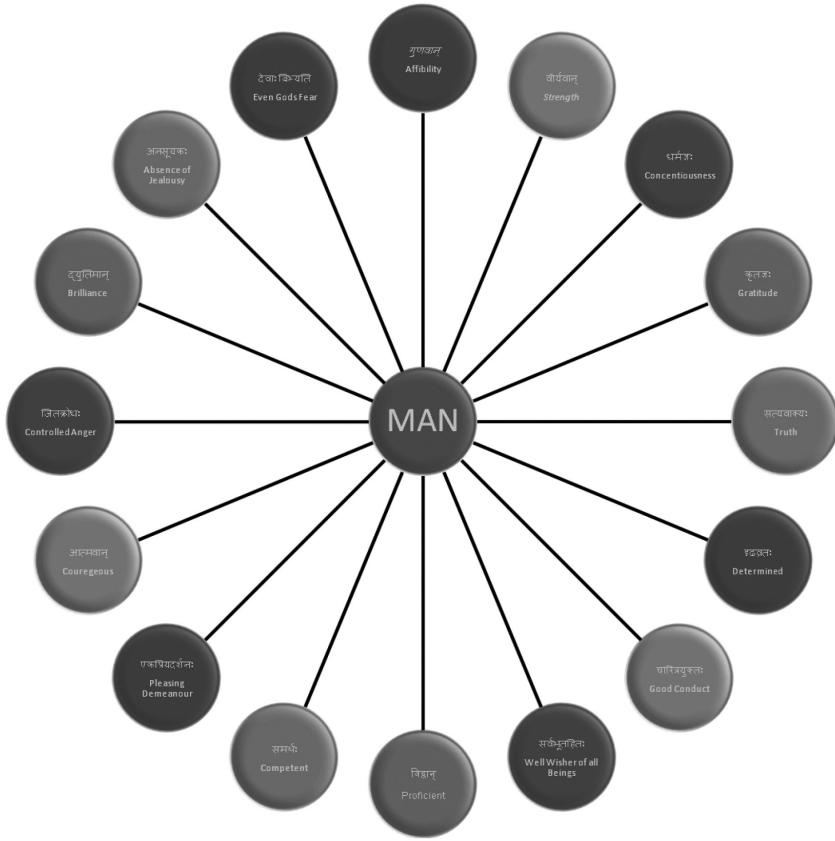 गुणवान्
Affibility
वीर्यवान्
Strength
धर्मज्ञः
Concentiousness
कृतज्ञः
Gratitude
सत्यवाक्यः
Truth
दृढव्रतः
Determined
चारित्रयुक्तः
Good Conduct
सर्वभूतहितः
Well Wisher of all
Beings
विद्वान्
Proficient
समर्थः
Competent
एकप्रियदर्शनः
Pleasing
Demeanour
आत्मवान्
Couregeous
जितक्रोधः
Controlled Anger
द्युतिमान्
Brilliance
अनसूयकः
Absence of
Jealousy
देवाः बिभ्यति
Even Gods Fear
MAN